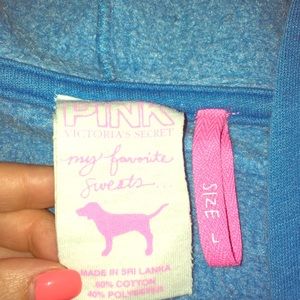 PINK
VICTORIA'S SECRET
my favorite
sweats...
MADE IN SRI LANKA
60% COTTON
40% POLYESTER
SIZE L